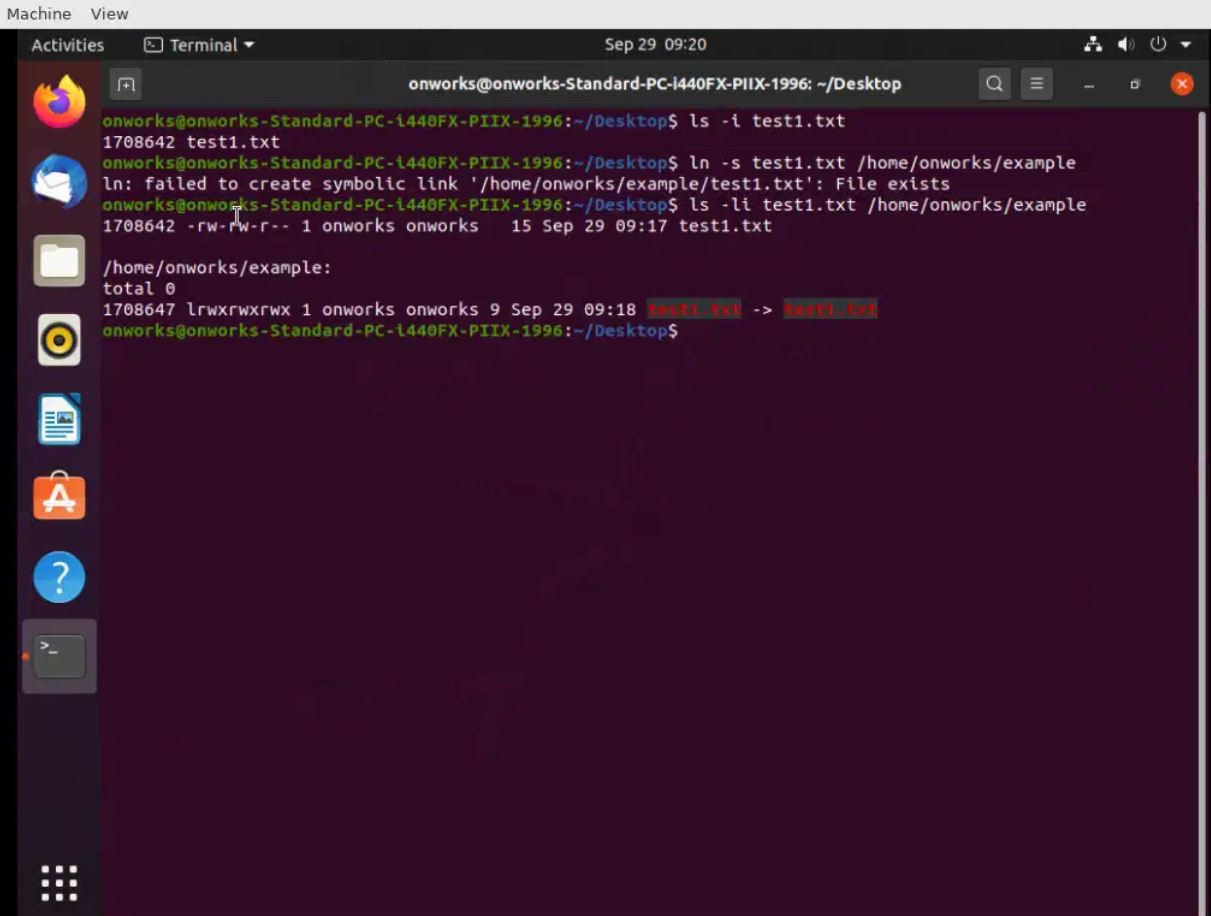 Machine View
Activities Terminal Sep 29 09:20
onworks@onworks-Standard-PC-i440FX-PIIX-1996: ~/Desktop
onworks@onworks-Standard-PC-i440FX-PIIX-1996:~/Desktop$ ls -i test1.txt
1708642 test1.txt
onworks@onworks-Standard-PC-i440FX-PIIX-1996:~/Desktop$ ln -s test1.txt /home/onworks/example
ln: failed to create symbolic link '/home/onworks/example/test1.txt': File exists
onworks@onworks-Standard-PC-i440FX-PIIX-1996:~/Desktop$ ls -li test1.txt /home/onworks/example
1708642 -rw-rw-r-- 1 onworks onworks   15 Sep 29 09:17 test1.txt
/home/onworks/example:
total 0
1708647 lrwxrwxrwx 1 onworks onworks 9 Sep 29 09:18 test1.txt -> test1.txt
onworks@onworks-Standard-PC-i440FX-PIIX-1996:~/Desktop$